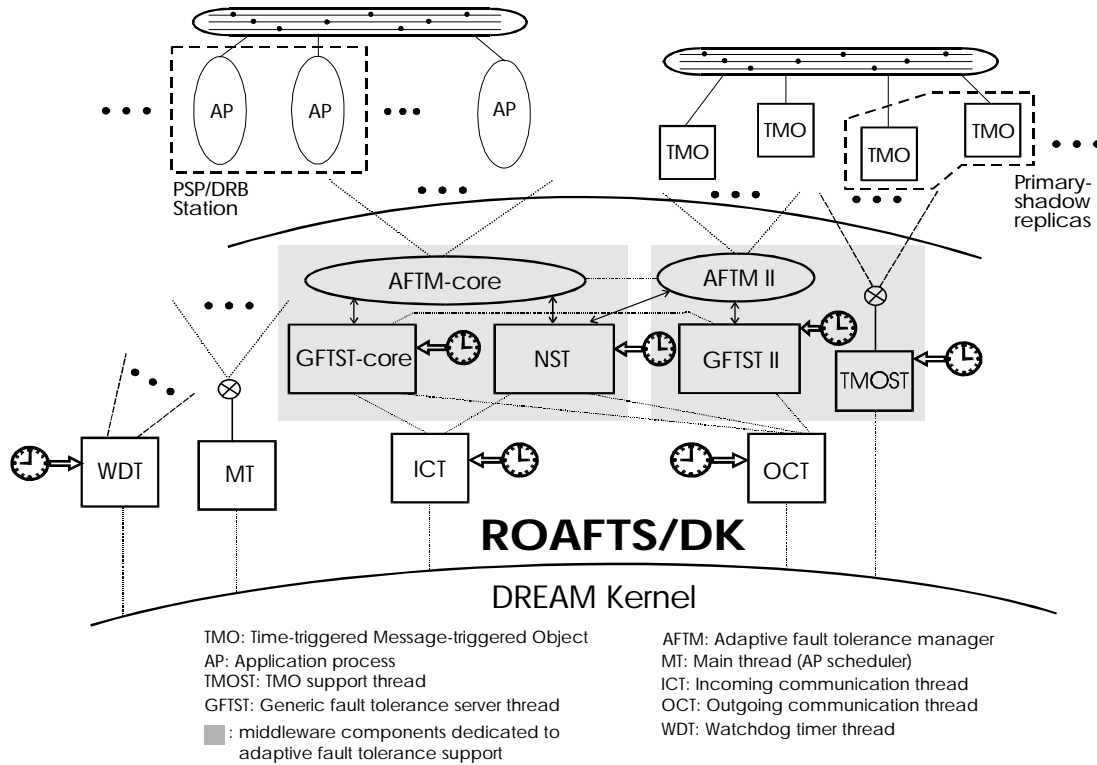 AP
AP
AP
TMO
TMO
TMO
TMO
PSP/DRB
Station
Primary-
shadow
replicas
AFTM-core
AFTM II
GFTST-core
NST
GFTST II
TMOST
WDT
MT
ICT
OCT
ROAFTS/DK
DREAM Kernel
TMO: Time-triggered Message-triggered Object
AP: Application process
TMOST: TMO support thread
GFTST: Generic fault tolerance server thread
: middleware components dedicated to
adaptive fault tolerance support
AFTM: Adaptive fault tolerance manager
MT: Main thread (AP scheduler)
ICT: Incoming communication thread
OCT: Outgoing communication thread
WDT: Watchdog timer thread